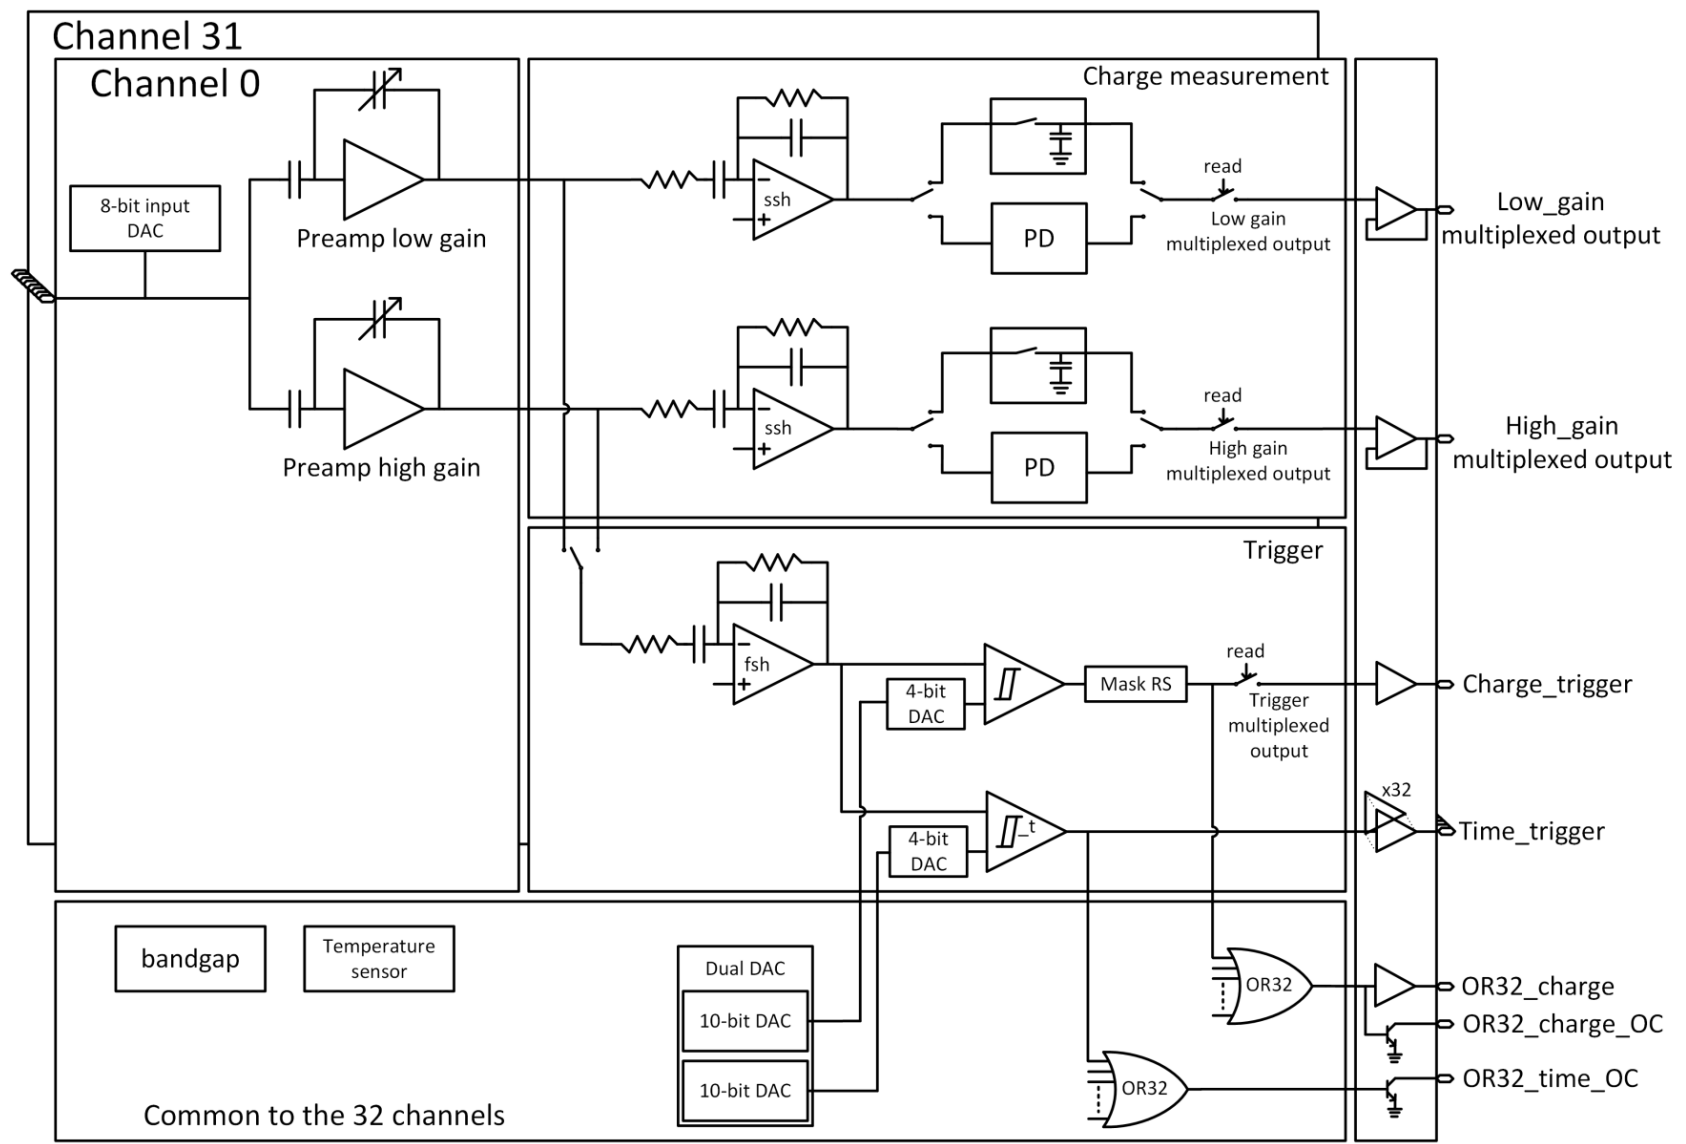 Channel 31
Channel 0
8-bit input
DAC
Preamp low gain
Preamp high gain
Charge measurement
ssh
PD
read
Low gain
multiplexed output
Low_gain
multiplexed output
ssh
PD
read
High gain
multiplexed output
High_gain
multiplexed output
Trigger
fsh
4-bit
DAC
Mask RS
read
Trigger
multiplexed
output
Charge_trigger
4-bit
DAC
_t
x32
Time_trigger
bandgap
Temperature
sensor
Dual DAC
10-bit DAC
10-bit DAC
OR32
OR32_charge
OR32_charge_OC
OR32
OR32_time_OC
Common to the 32 channels